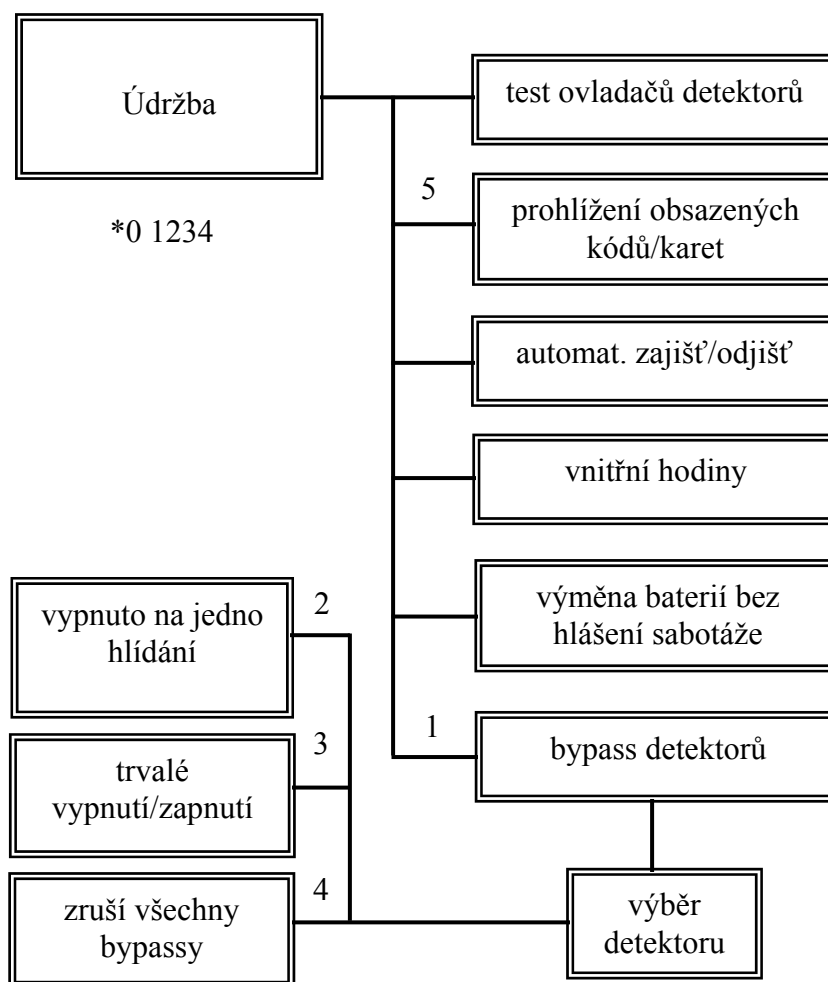 Údržba
*0 1234
test ovladačů detektorů
5
prohlížení obsazených
kódů/karet
automat. zajišť/odjišť
vnitřní hodiny
výměna baterií bez
hlášení sabotáže
1
bypass detektorů
2
vypnuto na jedno
hlídání
3
trvalé
vypnutí/zapnutí
4
zruší všechny
bypassy
výběr
detektoru